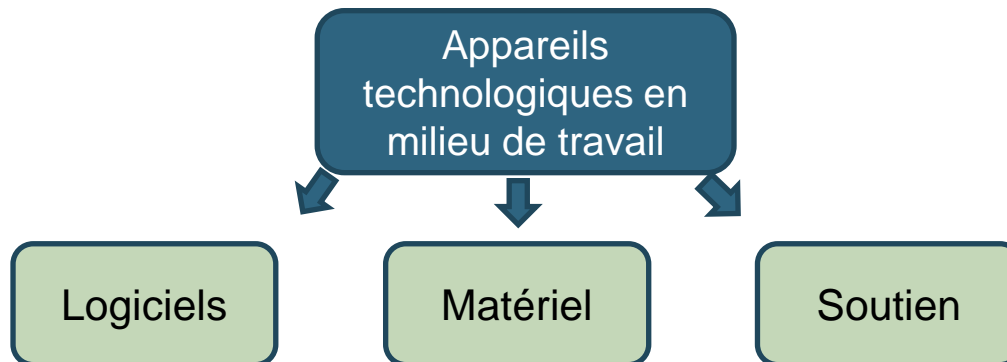 Appareils
technologiques en
milieu de travail
Logiciels
Matériel
Soutien